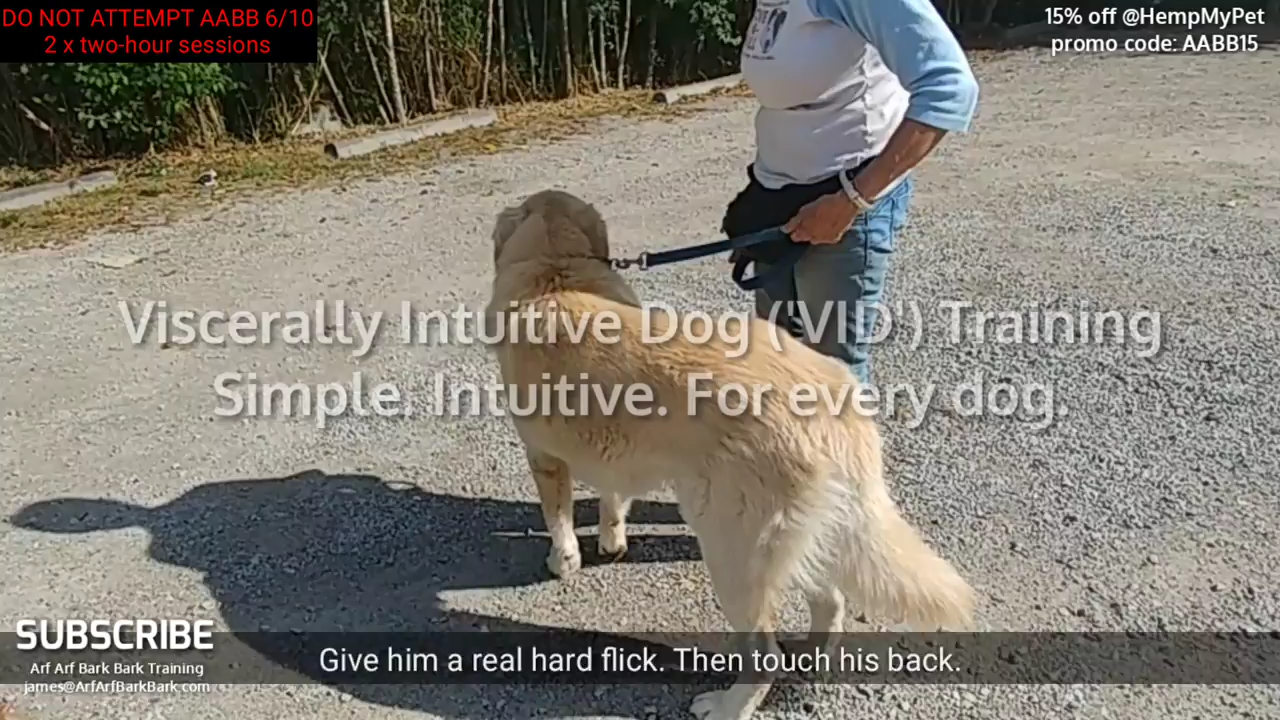 DO NOT ATTEMPT AABB 6/10
2 x two-hour sessions
15% off @HempMyPet
promo code: AABB15
Viscerally Intuitive Dog ('VID') Training
Simple. Intuitive. For every dog.
SUBSCRIBE
Arf Arf Bark Bark Training
james@ArfArfBarkBark.com
Give him a real hard flick. Then touch his back.